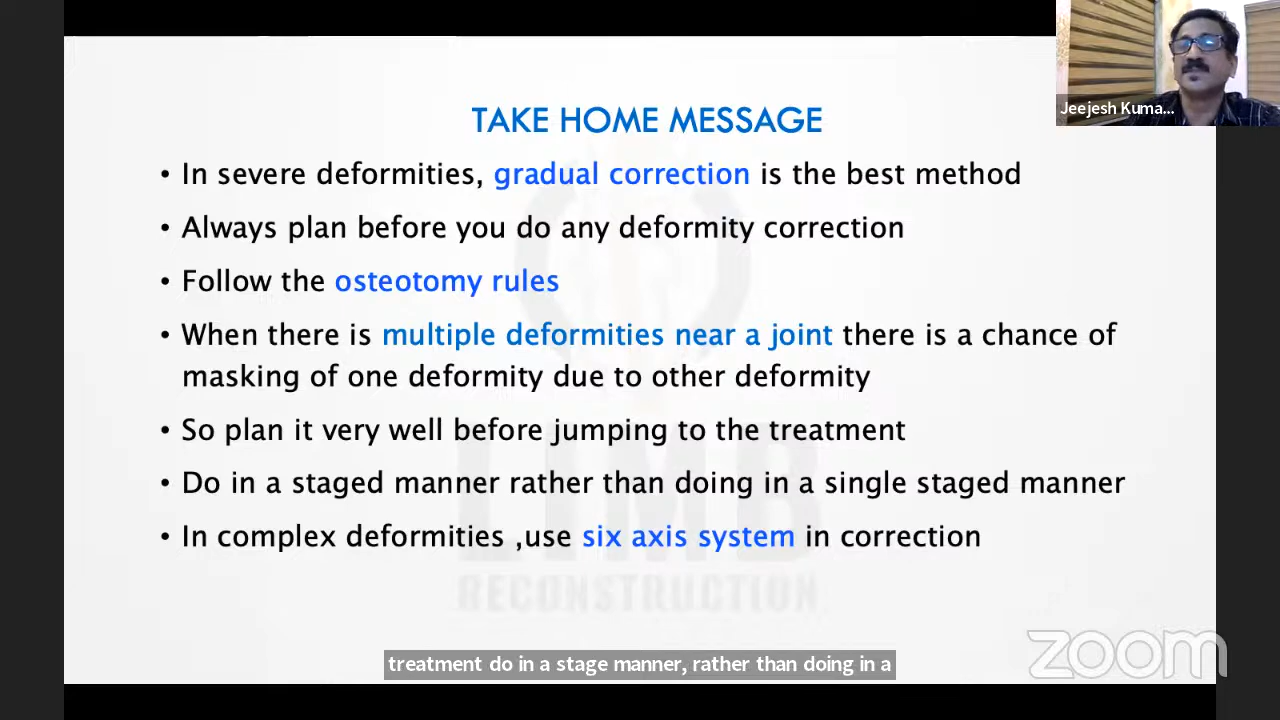 TAKE HOME MESSAGE
Jeejesh Kuma...
• In severe deformities, gradual correction is the best method
• Always plan before you do any deformity correction
• Follow the osteotomy rules
• When there is multiple deformities near a joint there is a chance of
masking of one deformity due to other deformity
• So plan it very well before jumping to the treatment
• Do in a staged manner rather than doing in a single staged manner
• In complex deformities ,use six axis system in correction
LIMB
RECONSTRUCTION
treatment do in a stage manner, rather than doing in a
zoom